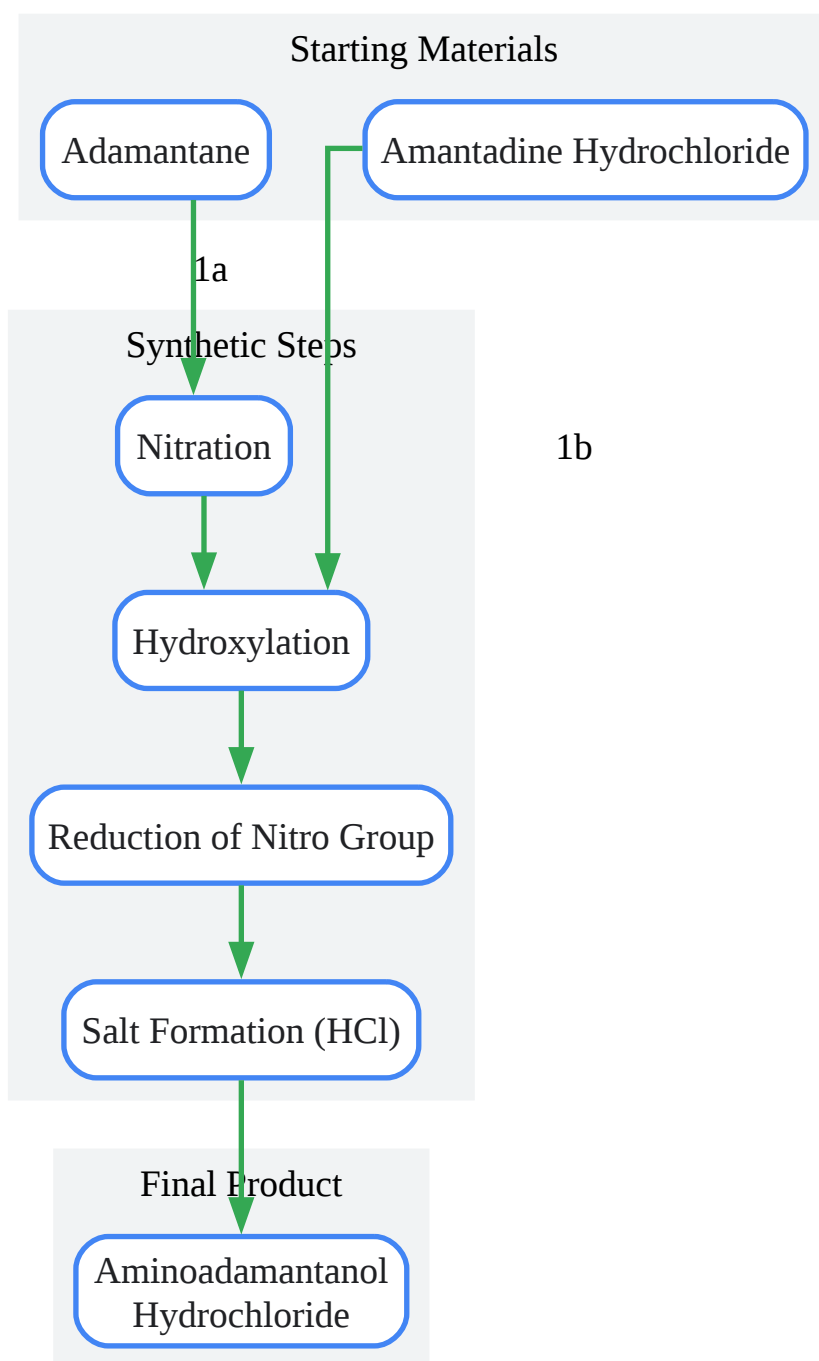 Starting Materials
Adamantane
Amantadine Hydrochloride
1a
Synthetic Steps
Nitration
1b
Hydroxylation
Reduction of Nitro Group
Salt Formation (HCl)
Final Product
Aminoadamantanol
Hydrochloride